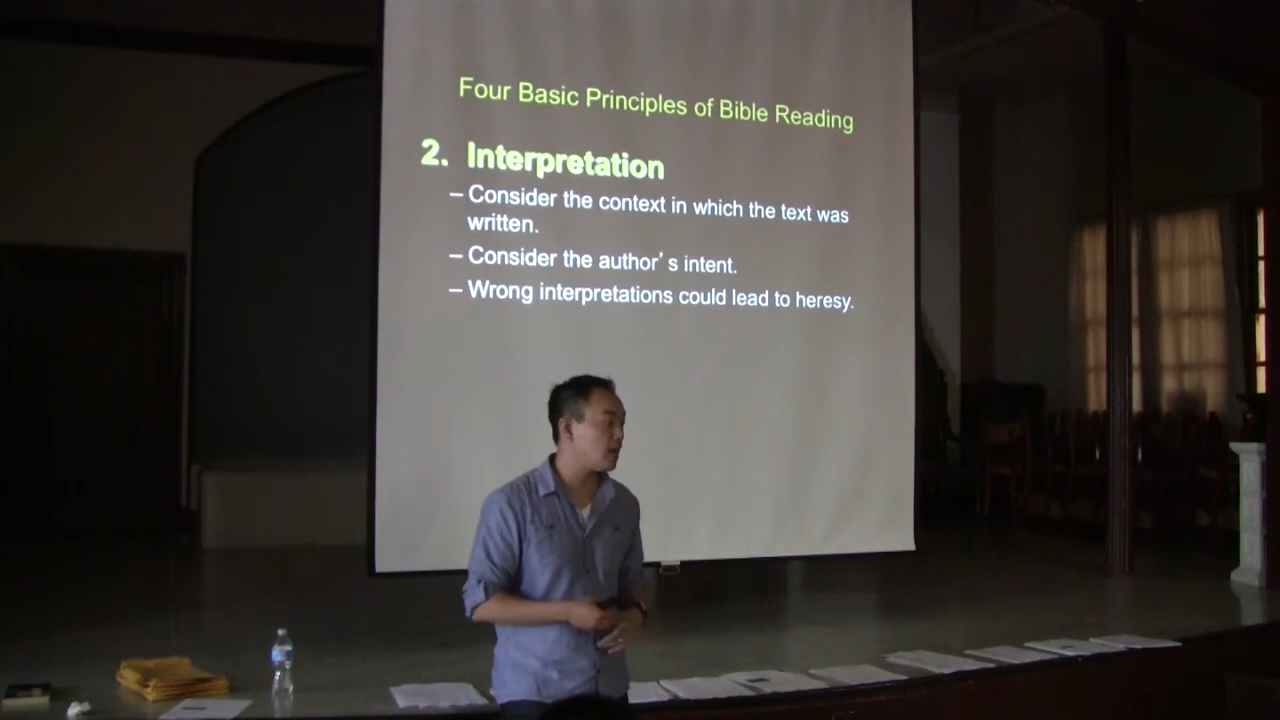 Four Basic Principles of Bible Reading
2. Interpretation
– Consider the context in which the text was
written.
– Consider the author’ s intent.
– Wrong interpretations could lead to heresy.